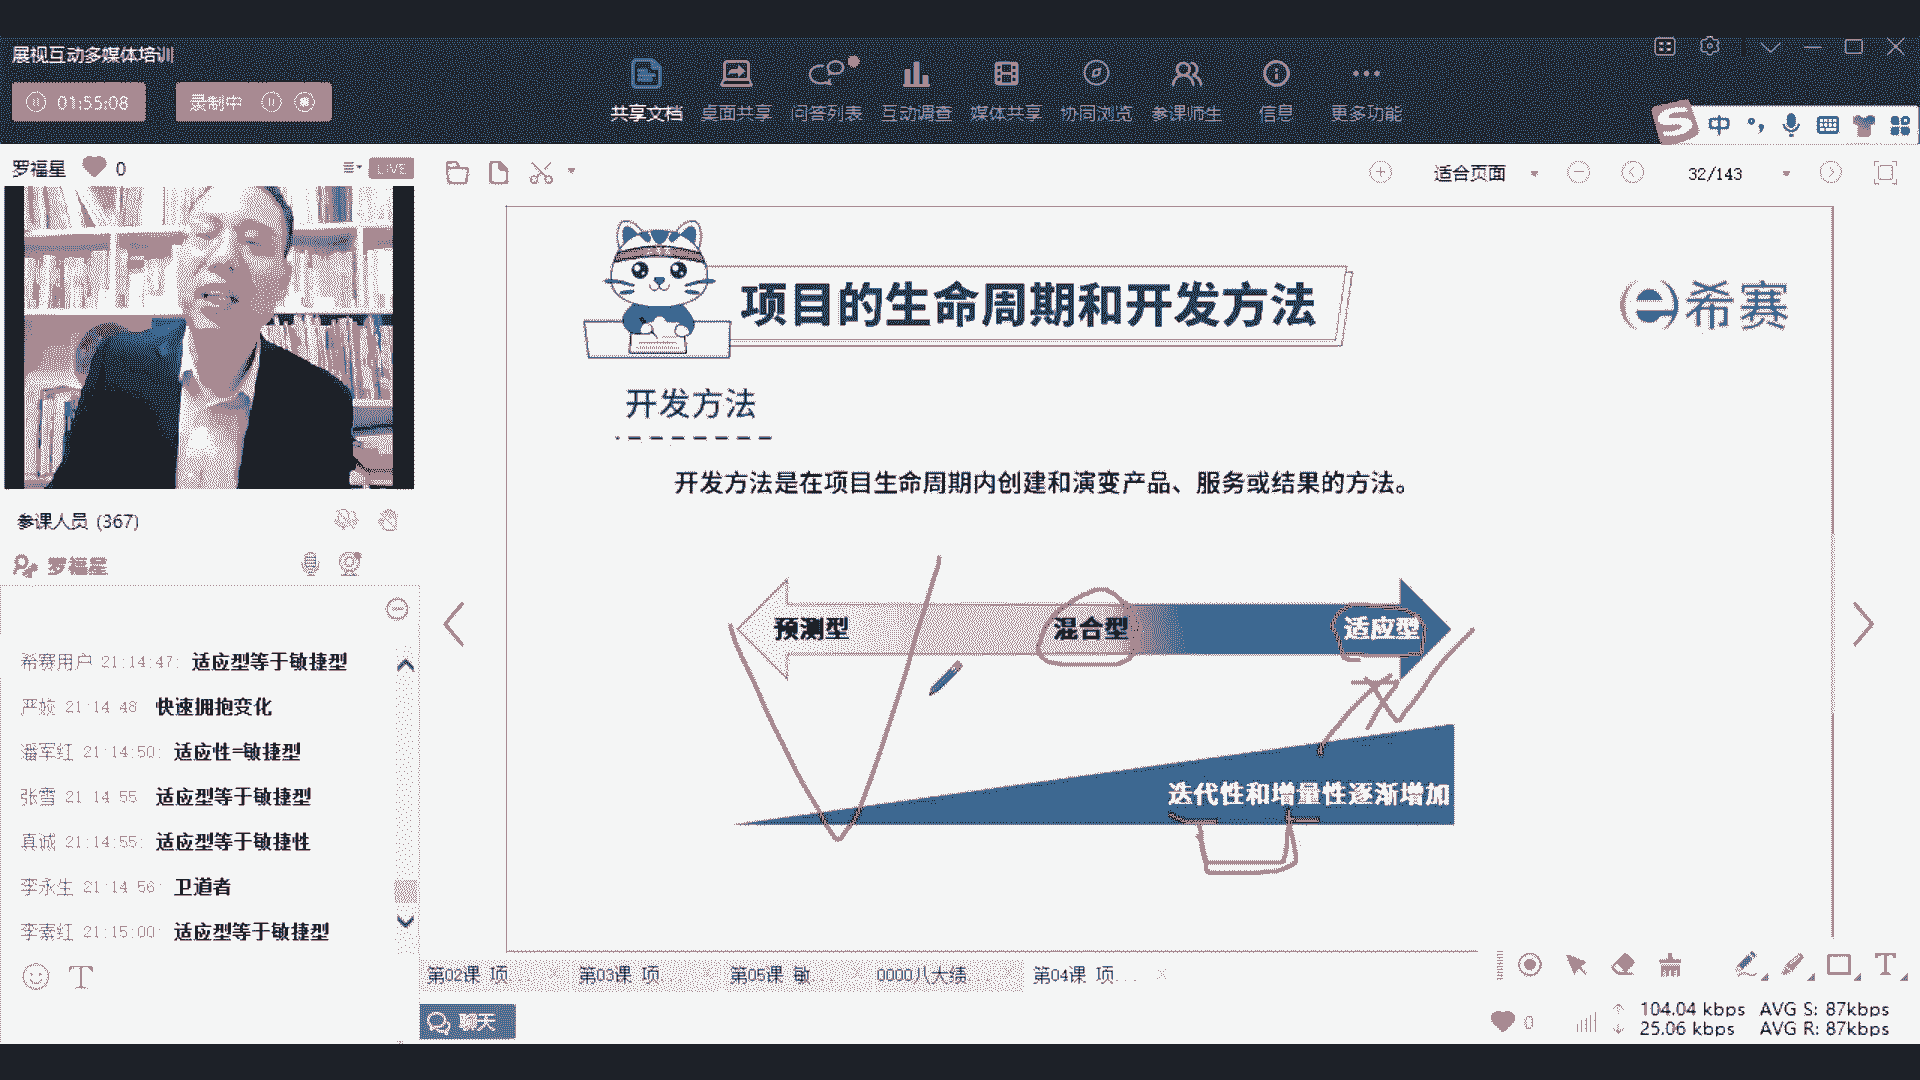 展视互动多媒体培训
01:55:08 录制中
共享文档 桌面共享 问答列表 互动调查 媒体共享 协同浏览 参课师生 信息 更多功能
中
罗福星 0 LIVE
适合页面 32/143
项目的生命周期和开发方法
希赛
开发方法
开发方法是在项目生命周期内创建和演变产品、服务或结果的方法。
预测型 混合型 适应型
迭代性和增量性逐渐增加
参课人员 (367)
罗福星
希赛用户 21:14:47: 适应型等于敏捷型
21:14:48: 快速拥抱变化
潘军红 21:14:50: 适应性=敏捷型
张雪 21:14:55: 适应型等于敏捷型
真诚 21:14:55: 适应型等于敏捷性
李永生 21:14:56: 卫道者
李素红 21:15:00: 适应型等于敏捷型
第02课 项... 第03课 项... 第05课 敏... 0000八大绩... 第04课 项...
聊天
0 104.04 kbps AVG S: 87kbps
25.06 kbps AVG R: 87kbps